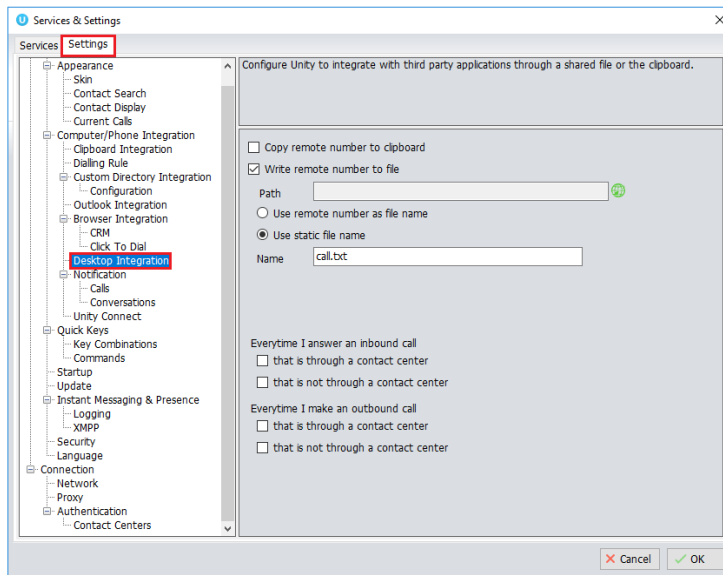 Services & Settings
Services Settings
Appearance
Skin
Contact Search
Contact Display
Current Calls
Computer/Phone Integration
Clipboard Integration
Dialling Rule
Custom Directory Integration
Configuration
Outlook Integration
Browser Integration
CRM
Click To Dial
Desktop Integration
Notification
Calls
Conversations
Unity Connect
Quick Keys
Key Combinations
Commands
Startup
Update
Instant Messaging & Presence
Logging
XMPP
Security
Language
Connection
Network
Proxy
Authentication
Contact Centers
Configure Unity to integrate with third party applications through a shared file or the clipboard.
Copy remote number to clipboard
Write remote number to file
Path
Use remote number as file name
Use static file name
Name call.txt
Everytime I answer an inbound call
that is through a contact center
that is not through a contact center
Everytime I make an outbound call
that is through a contact center
that is not through a contact center
Cancel OK